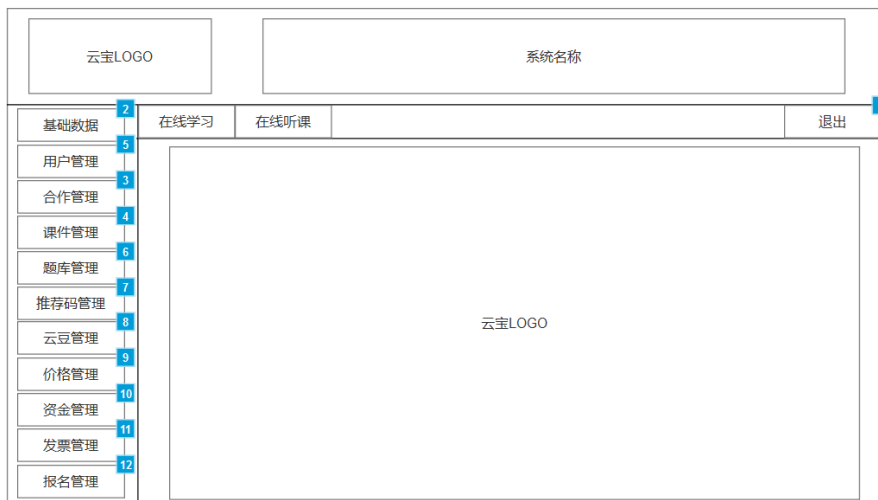 云宝LOGO
系统名称
2
基础数据
在线学习
在线听课
退出
5
用户管理
3
合作管理
4
课件管理
6
题库管理
7
推荐码管理
8
云豆管理
云宝LOGO
9
价格管理
10
资金管理
11
发票管理
12
报名管理